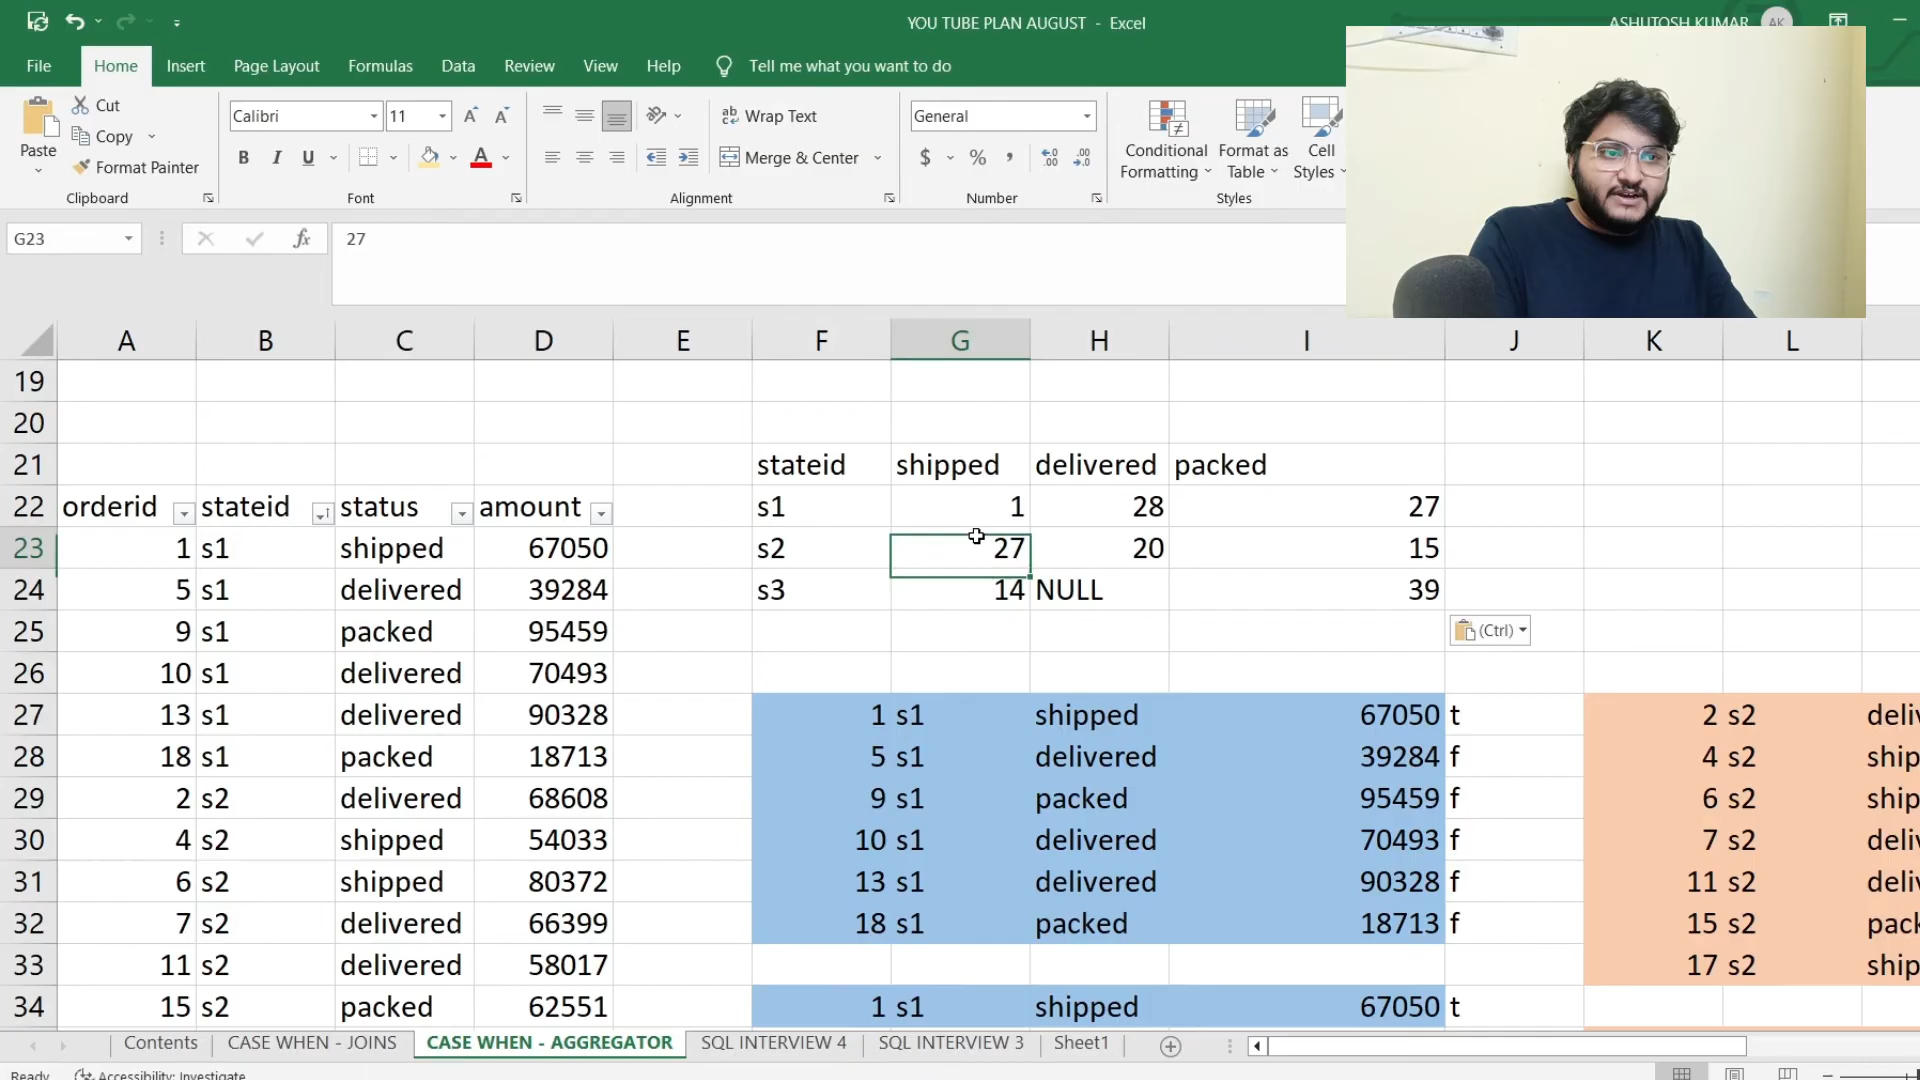 YOU TUBE PLAN AUGUST - Excel
ASHUTOSH KUMAR AK
File Home Insert Page Layout Formulas Data Review View Help Tell me what you want to do
Paste
Cut
Copy
Format Painter
Clipboard
Calibri 11
B I U A
Font
Wrap Text
Merge & Center
Alignment
General
$ % ,
Number
Conditional Formatting
Format as Table
Cell Styles
Styles
G23 fx 27
A B C D E F G H I J K L
19
20
21 stateid shipped delivered packed
22 orderid stateid status amount s1 1 28 27
23 1 s1 shipped 67050 s2 27 20 15
24 5 s1 delivered 39284 s3 14 NULL 39
25 9 s1 packed 95459 (Ctrl)
26 10 s1 delivered 70493
27 13 s1 delivered 90328 1 s1 shipped 67050 t 2 s2 deliv
28 18 s1 packed 18713 5 s1 delivered 39284 f 4 s2 ship
29 2 s2 delivered 68608 9 s1 packed 95459 f 6 s2 ship
30 4 s2 shipped 54033 10 s1 delivered 70493 f 7 s2 deliv
31 6 s2 shipped 80372 13 s1 delivered 90328 f 11 s2 deliv
32 7 s2 delivered 66399 18 s1 packed 18713 f 15 s2 pack
33 11 s2 delivered 58017 17 s2 ship
34 15 s2 packed 62551 1 s1 shipped 67050 t
Contents CASE WHEN - JOINS CASE WHEN - AGGREGATOR SQL INTERVIEW 4 SQL INTERVIEW 3 Sheet1
Ready Accessibility: Investigate